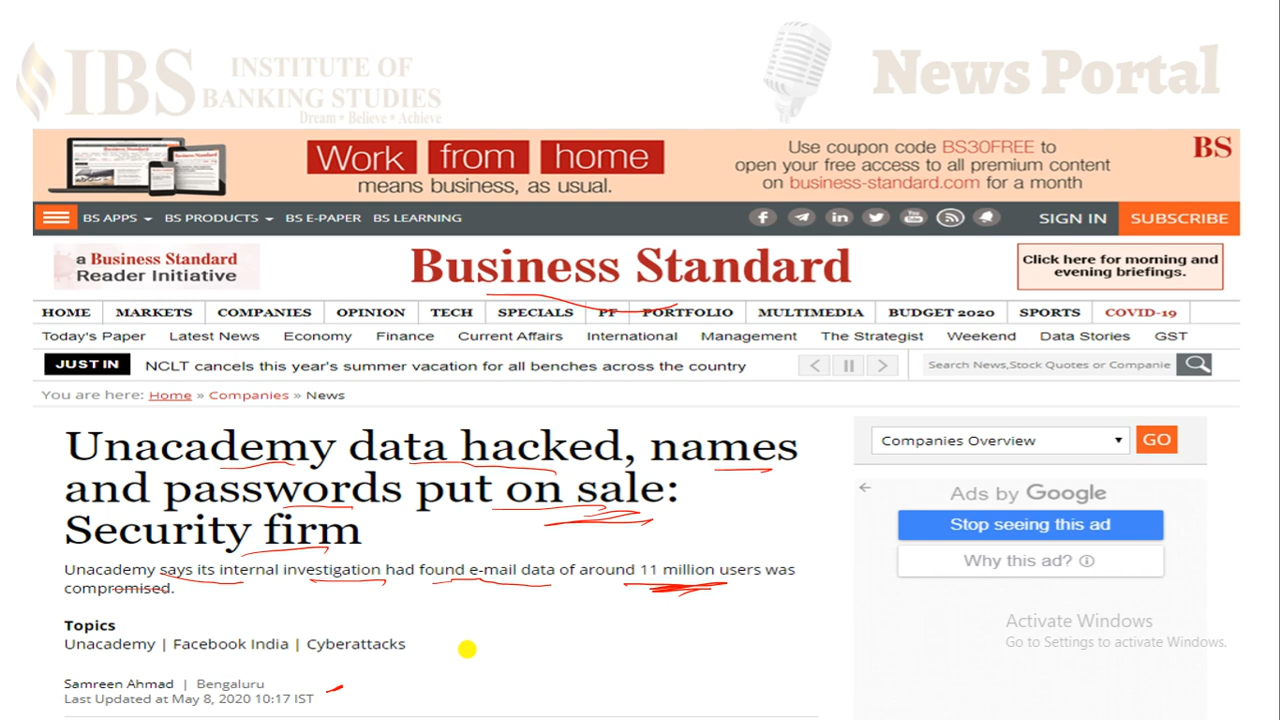 IBS INSTITUTE OF
BANKING STUDIES
Dream • Believe • Achieve
News Portal
Work from home
means business, as usual.
Use coupon code BS30FREE to
open your free access to all premium content
on business-standard.com for a month
BS
BS APPS BS PRODUCTS BS E-PAPER BS LEARNING
SIGN IN SUBSCRIBE
a Business Standard
Reader Initiative
Business Standard
Click here for morning and
evening briefings.
HOME MARKETS COMPANIES OPINION TECH SPECIALS PF PORTFOLIO MULTIMEDIA BUDGET 2020 SPORTS COVID-19
Today's Paper Latest News Economy Finance Current Affairs International Management The Strategist Weekend Data Stories GST
JUST IN NCLT cancels this year's summer vacation for all benches across the country
Search News,Stock Quotes or Companie
You are here: Home » Companies » News
Unacademy data hacked, names
and passwords put on sale:
Security firm
Unacademy says its internal investigation had found e-mail data of around 11 million users was
compromised.
Topics
Unacademy | Facebook India | Cyberattacks
Samreen Ahmad | Bengaluru
Last Updated at May 8, 2020 10:17 IST
Companies Overview GO
Ads by Google
Stop seeing this ad
Why this ad?
Activate Windows
Go to Settings to activate Windows.